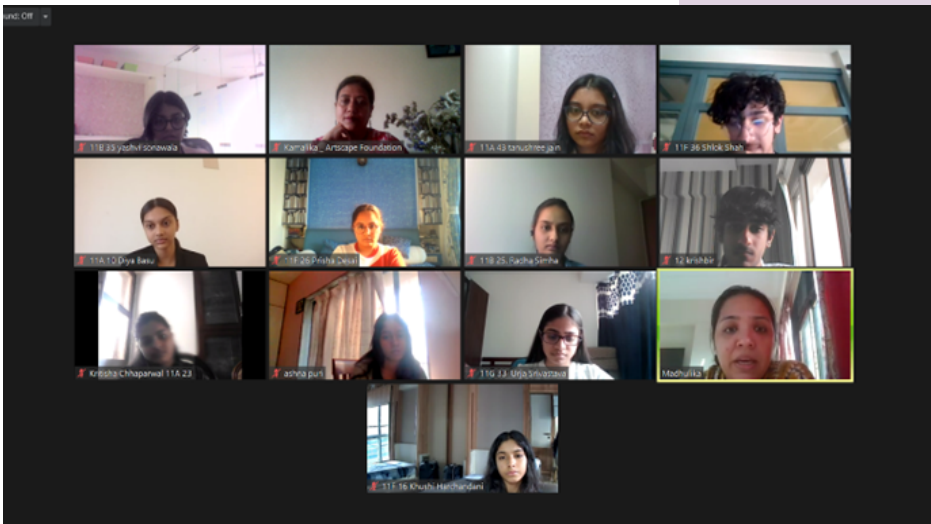 ound: Off
11B 35 yashvi sonawala
Kamalika _ Artscape Foundation
11A 43 tanushree jain
11F 36 Shlok Shah
11A 10 Diya Basu
11F 26 Prisha Desai
11B 25. Radha Simha
12 krishbir
Kritisha Chhaparwal 11A 23
ashna puri
11G 33 Urja Srivastava
Madhulika
11F 16 Khushi Harchandani